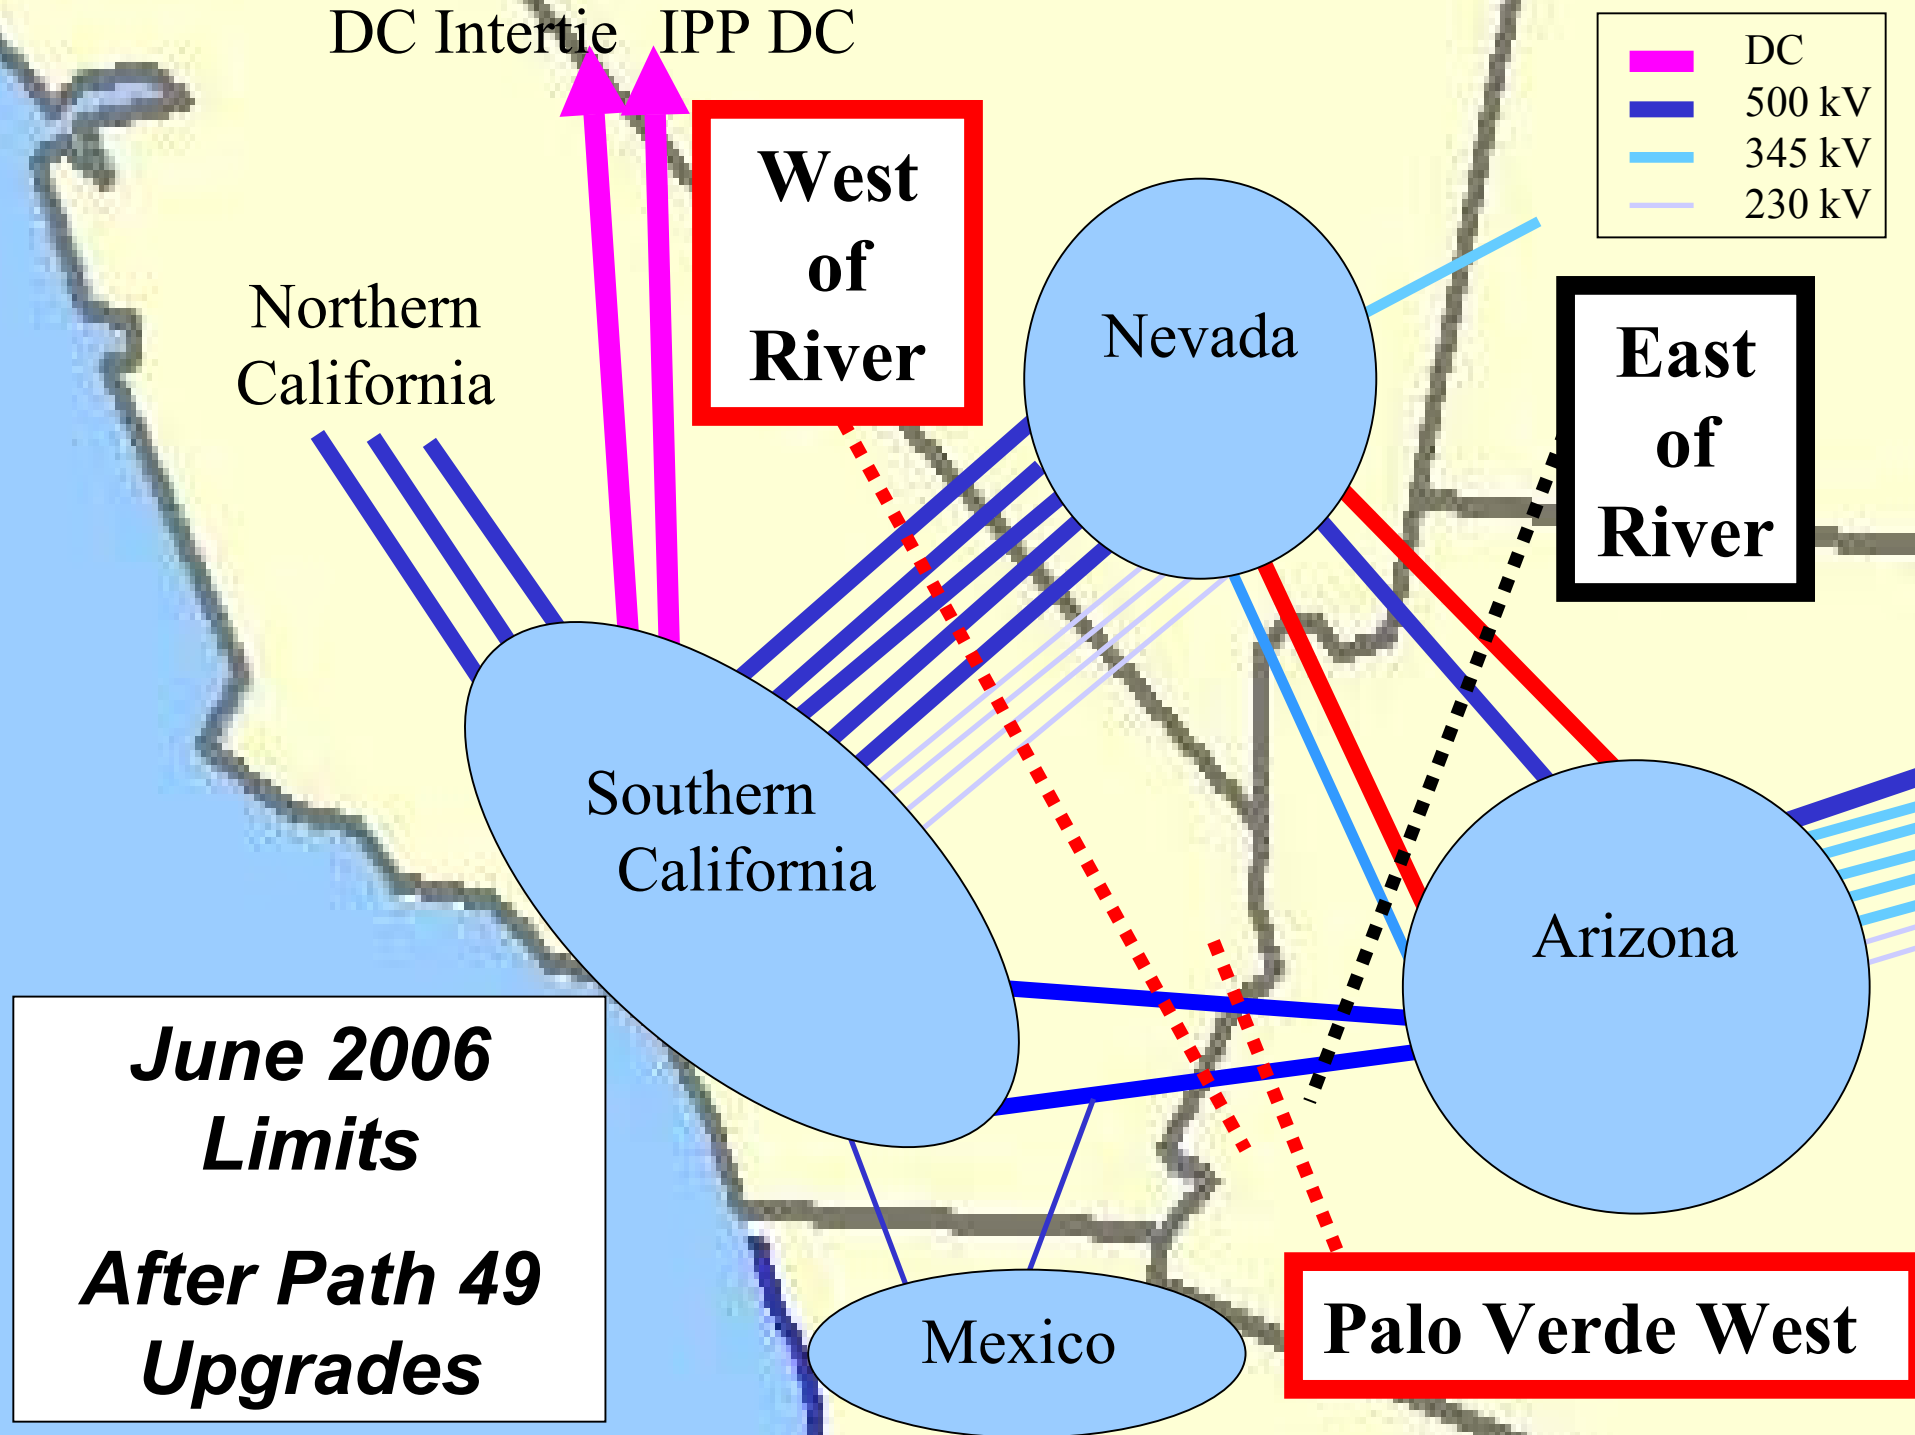 DC Intertie IPP DC
DC
500 kV
345 kV
230 kV
West
of
River
Northern
California
Nevada
East
of
River
Southern
California
Arizona
June 2006
Limits
After Path 49
Upgrades
Mexico
Palo Verde West